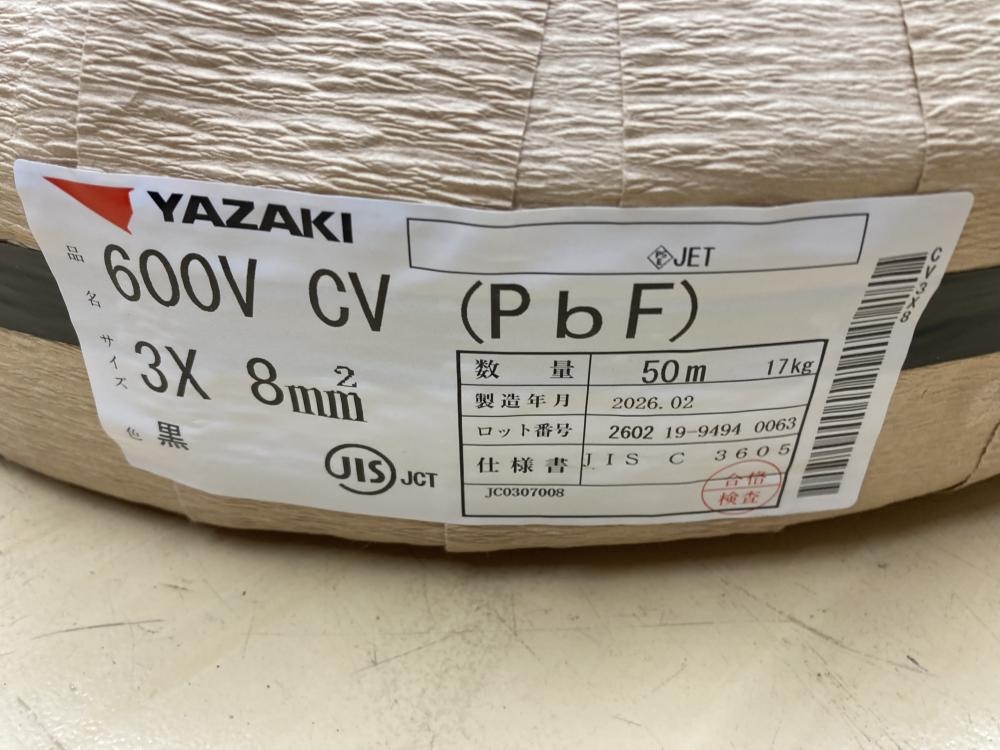 YAZAKI
JET
品名 600V CV (PbF)
サイズ 3X 8mm2
色 黒
JIS JCT
数量 50m 17kg
製造年月 2026.02
ロット番号 2602 19-9494 0063
仕様書 JIS C 3605
JC0307008
合格
検査
CV3X8